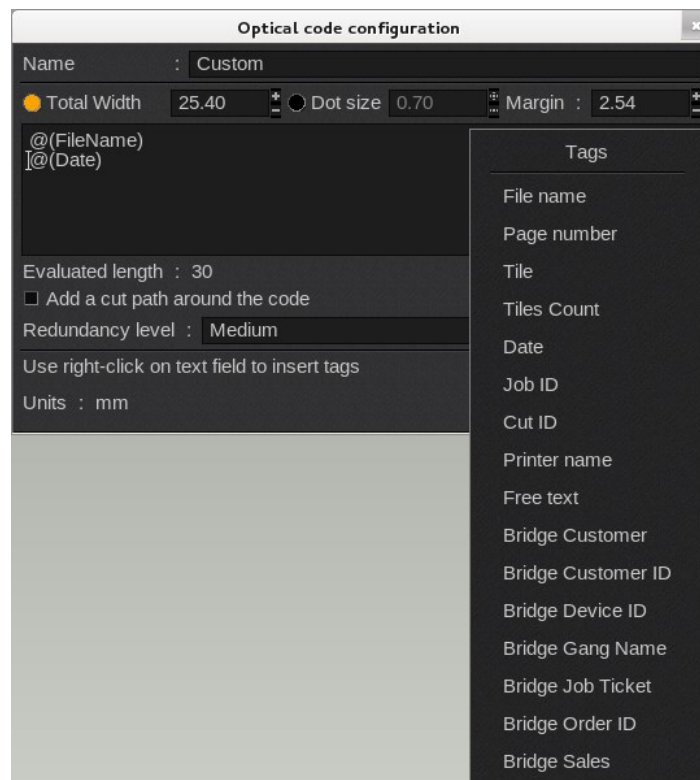 Optical code configuration
Name : Custom
Total Width 25.40 Dot size 0.70 Margin : 2.54
@(FileName)
@(Date)
Evaluated length : 30
Add a cut path around the code
Redundancy level : Medium
Use right-click on text field to insert tags
Units : mm
Tags
File name
Page number
Tile
Tiles Count
Date
Job ID
Cut ID
Printer name
Free text
Bridge Customer
Bridge Customer ID
Bridge Device ID
Bridge Gang Name
Bridge Job Ticket
Bridge Order ID
Bridge Sales